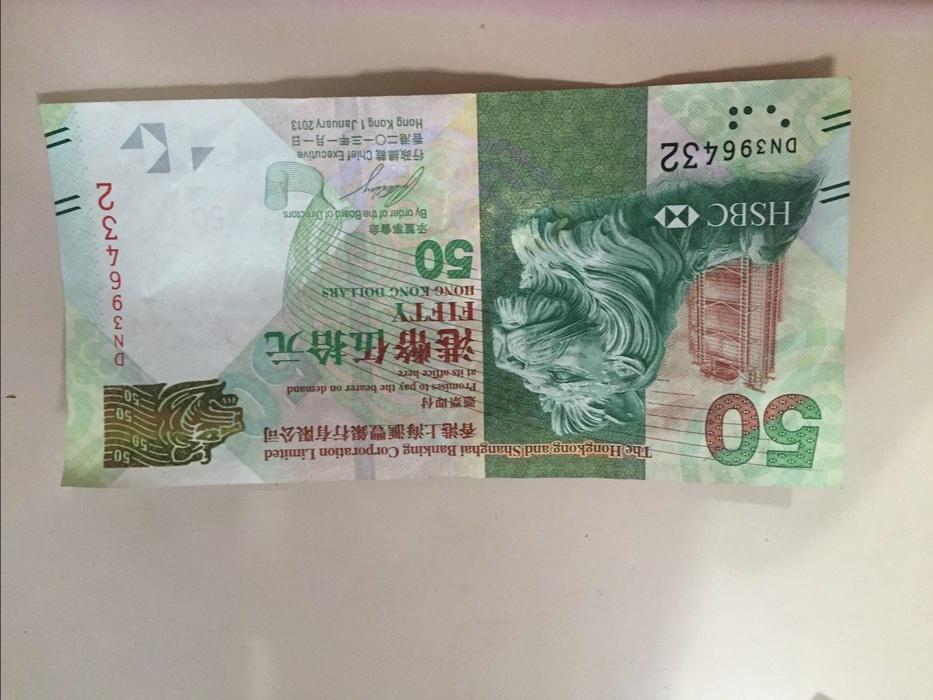 The Hongkong and Shanghai Banking Corporation Limited
香港上海滙豐銀行有限公司
憑票即付
Promises to pay the bearer on demand
at its office here
港幣伍拾元
FIFTY
HONG KONG DOLLARS
50
承董事會命
By order of the Board of Directors
行政總裁 Chief Executive
香港二〇一三年一月一日
Hong Kong 1 January 2013
50
HSBC
DN396432
DN396432
50
50
50
50